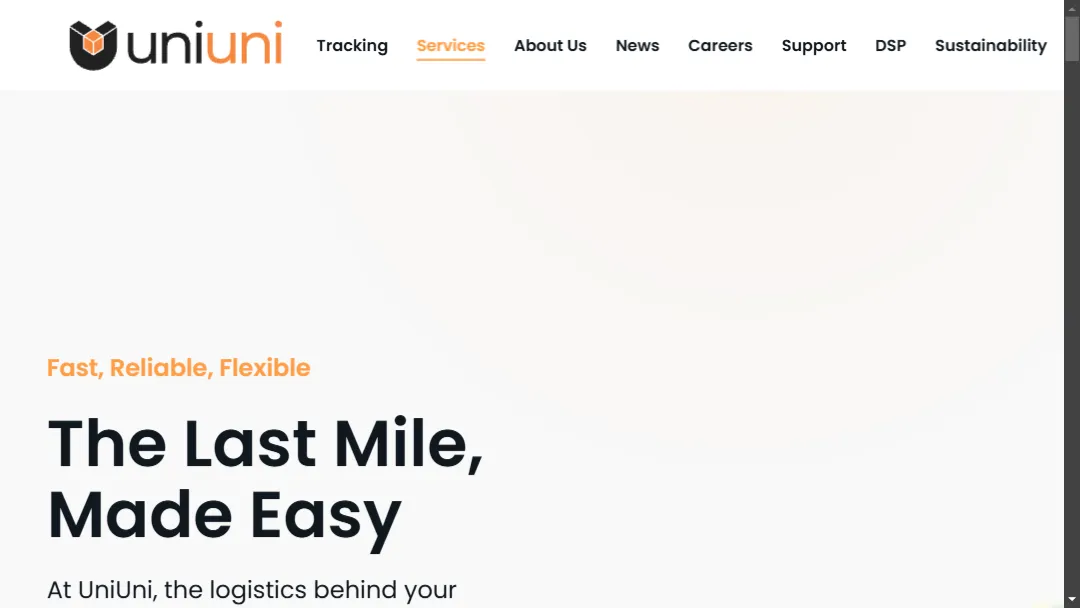 uniuni
Tracking
Services
About Us
News
Careers
Support
DSP
Sustainability
Fast, Reliable, Flexible
The Last Mile,
Made Easy
At UniUni, the logistics behind your